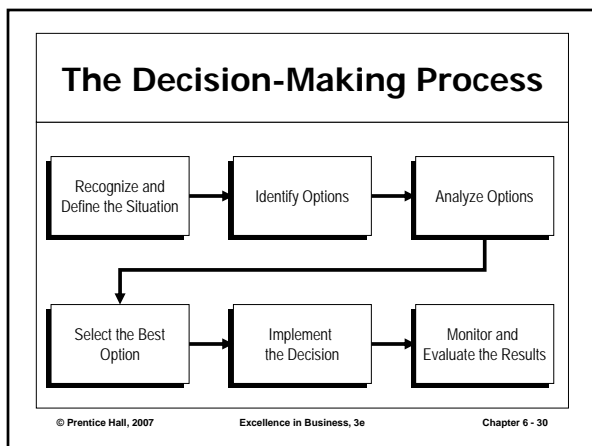 The Decision-Making Process
Recognize and
Define the Situation
Identify Options
Analyze Options
Select the Best
Option
Implement
the Decision
Monitor and
Evaluate the Results
© Prentice Hall, 2007
Excellence in Business, 3e
Chapter 6 - 30